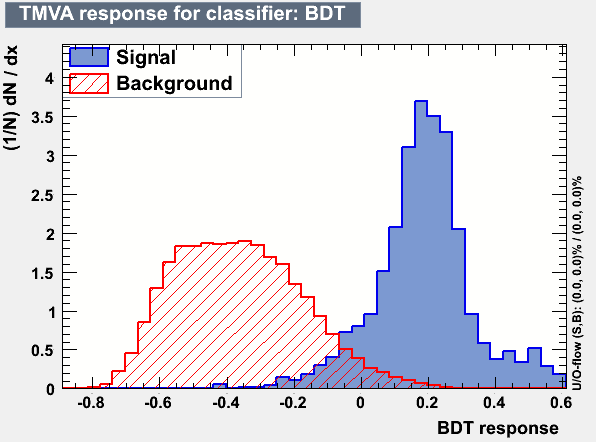 TMVA response for classifier: BDT
(1/N) dN / dx
Signal
Background
4
3.5
3
2.5
2
1.5
1
0.5
0
-0.8 -0.6 -0.4 -0.2 0 0.2 0.4 0.6
BDT response
U/O-flow (S,B): (0.0, 0.0)% / (0.0, 0.0)%